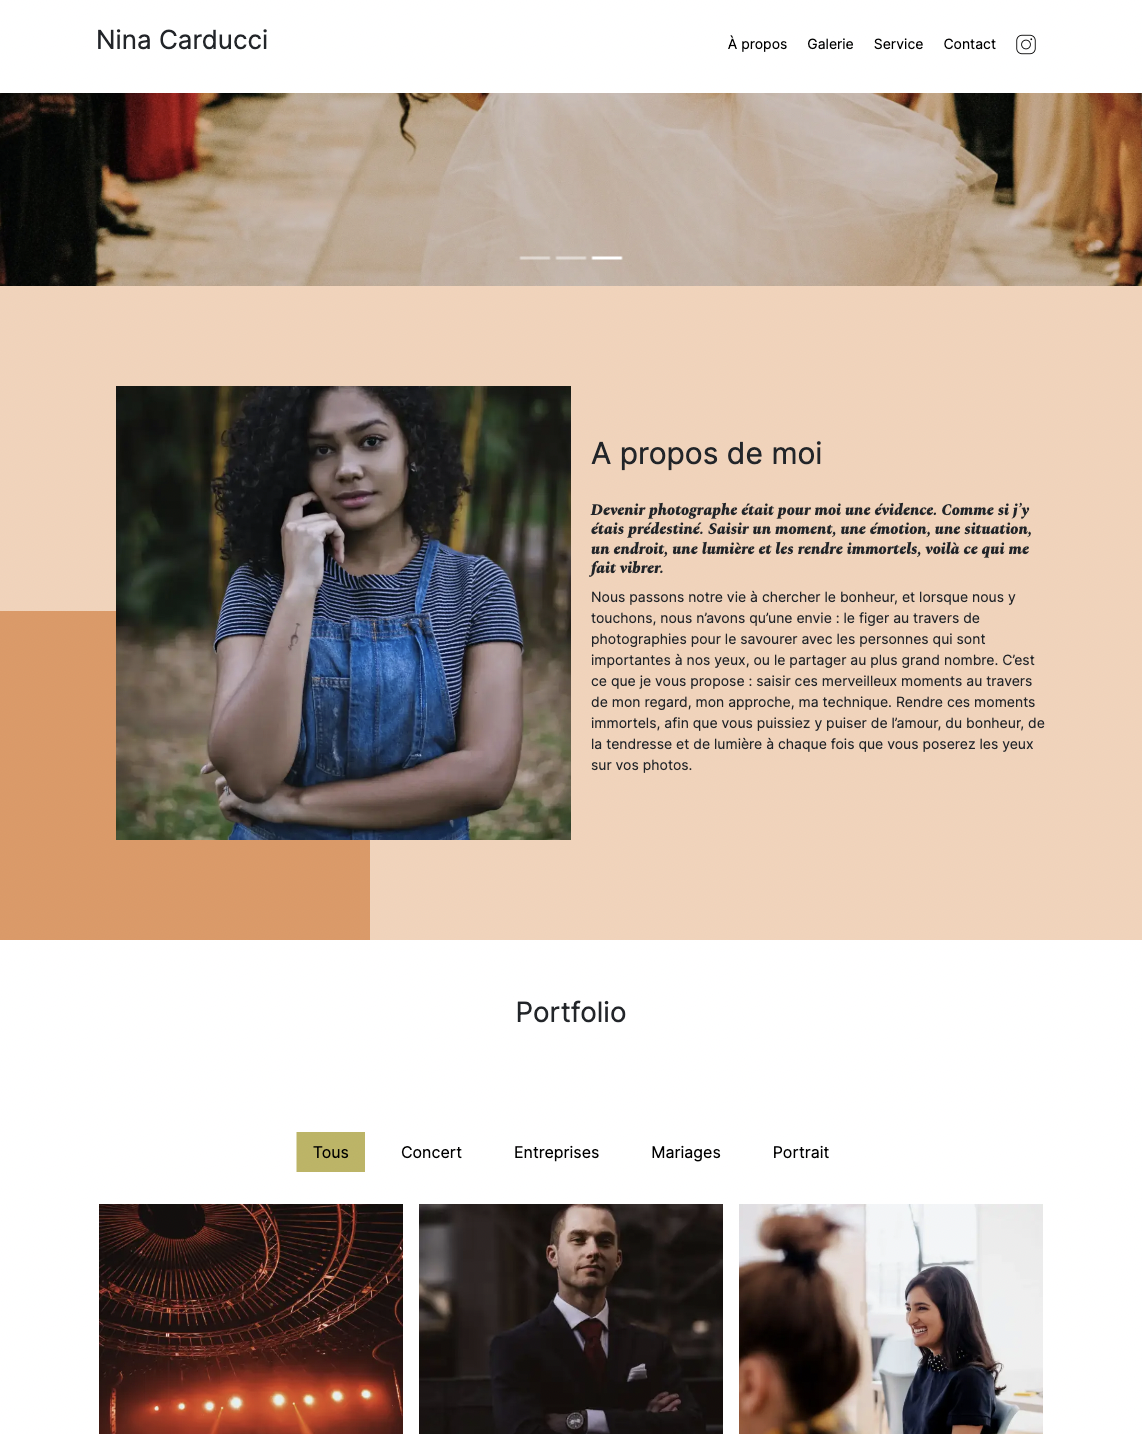 Nina Carducci
À propos Galerie Service Contact
A propos de moi
Devenir photographe était pour moi une évidence. Comme si j'y
étais prédestiné. Saisir un moment, une émotion, une situation,
un endroit, une lumière et les rendre immortels, voilà ce qui me
fait vibrer.
Nous passons notre vie à chercher le bonheur, et lorsque nous y
touchons, nous n’avons qu’une envie : le figer au travers de
photographies pour le savourer avec les personnes qui sont
importantes à nos yeux, ou le partager au plus grand nombre. C’est
ce que je vous propose : saisir ces merveilleux moments au travers
de mon regard, mon approche, ma technique. Rendre ces moments
immortels, afin que vous puissiez y puiser de l’amour, du bonheur, de
la tendresse et de lumière à chaque fois que vous poserez les yeux
sur vos photos.
Portfolio
Tous Concert Entreprises Mariages Portrait